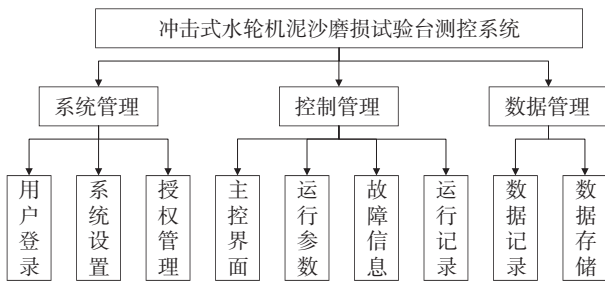 冲击式水轮机泥沙磨损试验台测控系统
系统管理
控制管理
数据管理
用户登录
系统设置
授权管理
主控界面
运行参数
故障信息
运行记录
数据记录
数据存储